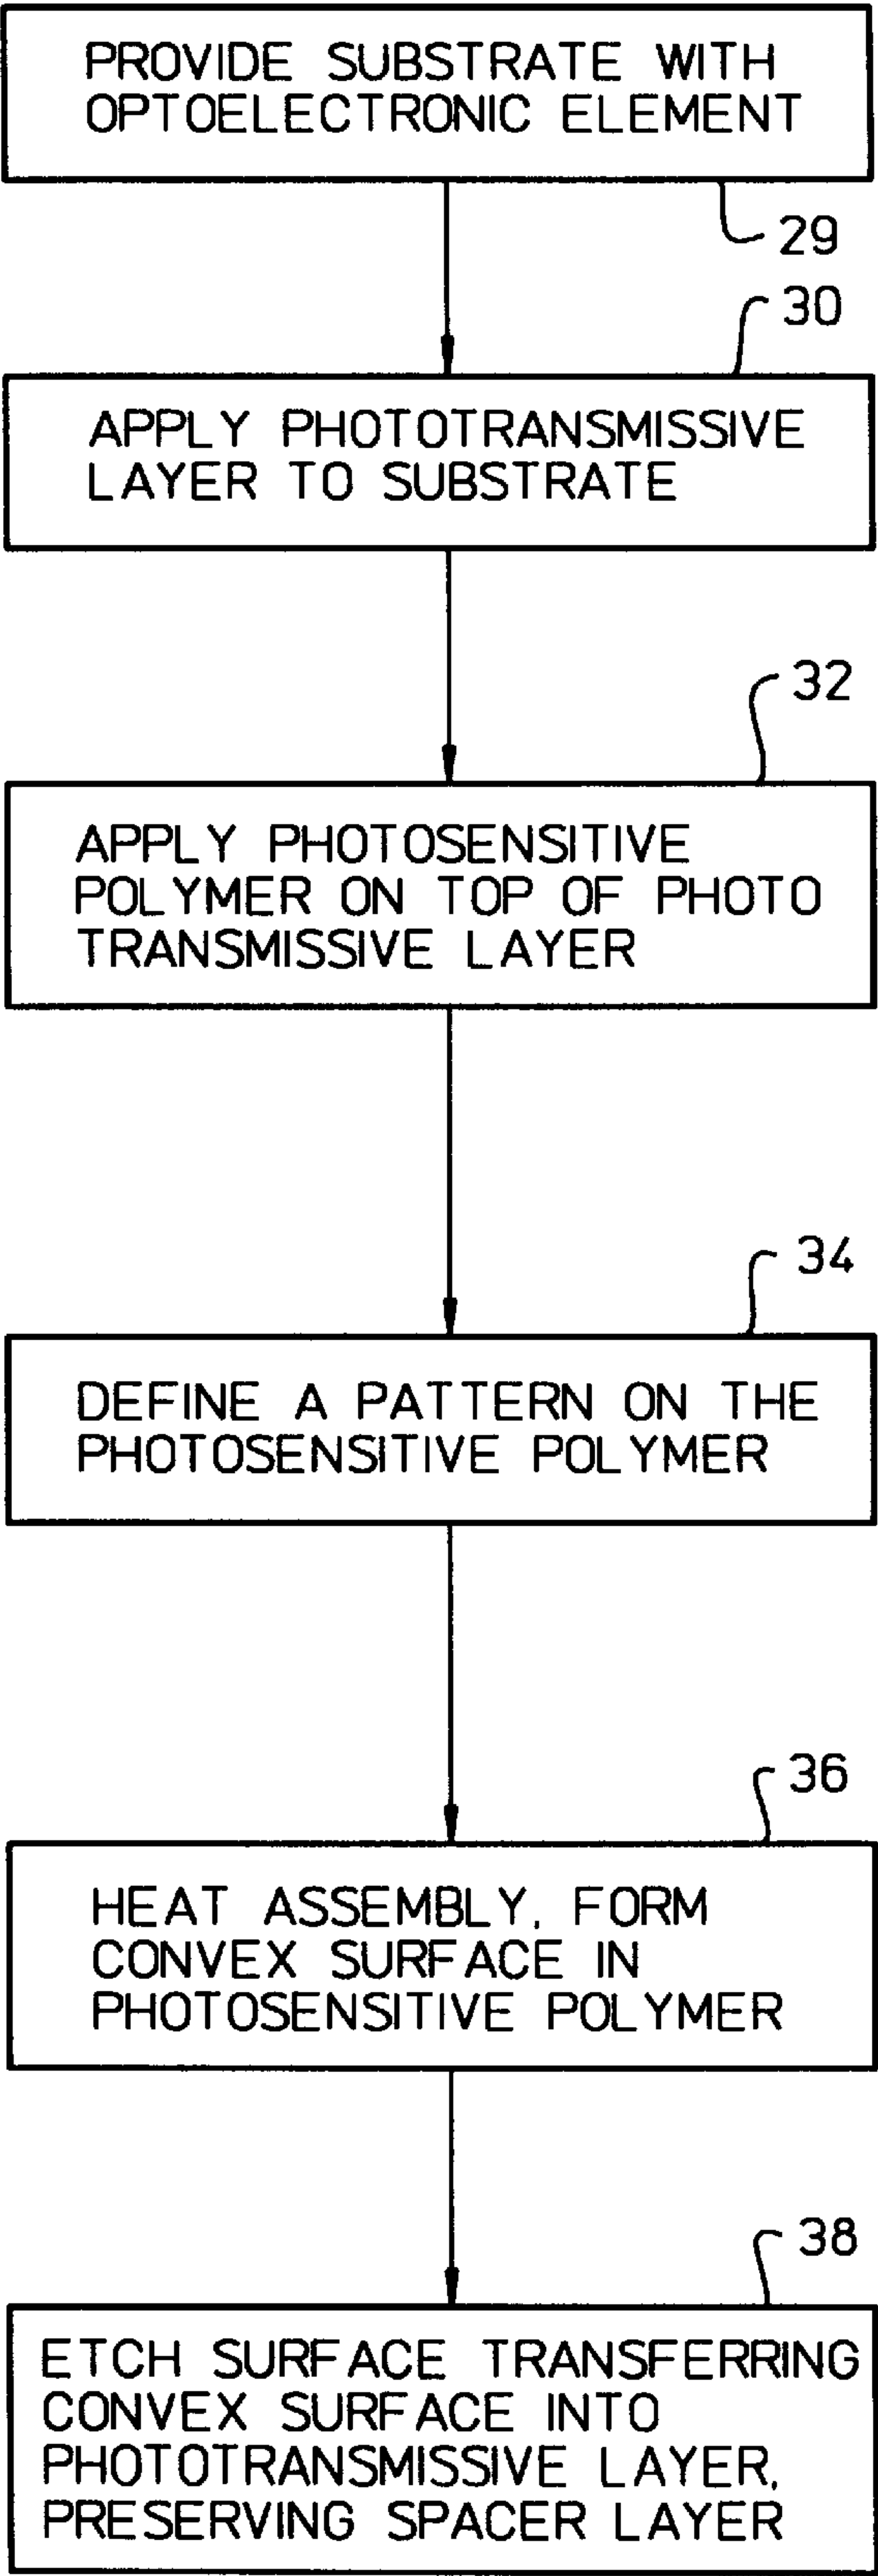 PROVIDE SUBSTRATE WITH
OPTOELECTRONIC ELEMENT
29
30
APPLY PHOTOTRANSMISSIVE
LAYER TO SUBSTRATE
32
APPLY PHOTOSENSITIVE
POLYMER ON TOP OF PHOTO
TRANSMISSIVE LAYER
34
DEFINE A PATTERN ON THE
PHOTOSENSITIVE POLYMER
36
HEAT ASSEMBLY, FORM
CONVEX SURFACE IN
PHOTOSENSITIVE POLYMER
38
ETCH SURFACE TRANSFERRING
CONVEX SURFACE INTO
PHOTOTRANSMISSIVE LAYER,
PRESERVING SPACER LAYER